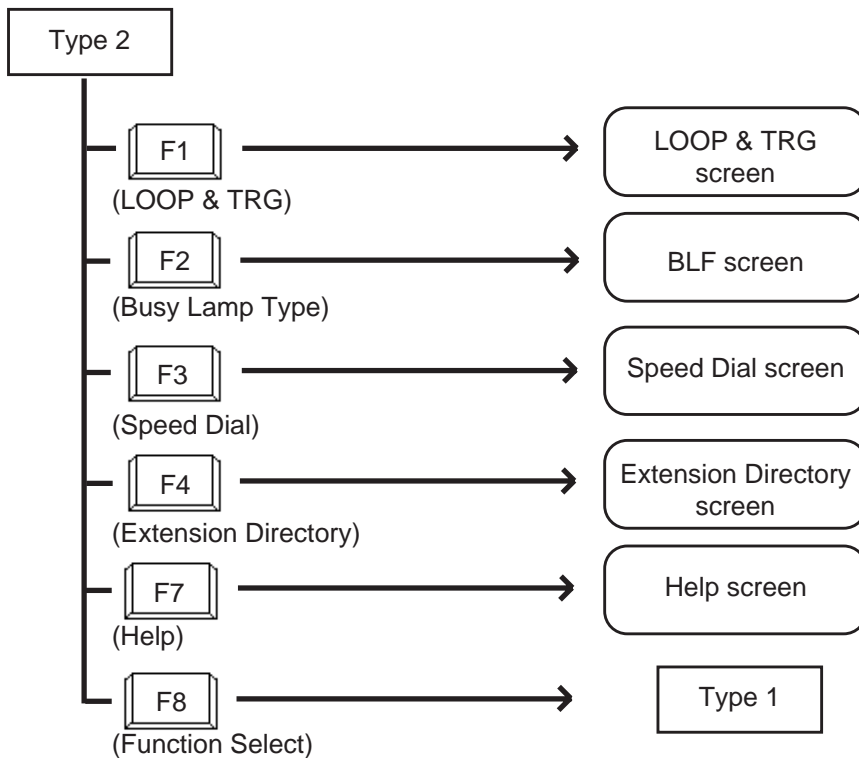 Type 2
F1
(LOOP & TRG)
LOOP & TRG
screen
F2
(Busy Lamp Type)
BLF screen
F3
(Speed Dial)
Speed Dial screen
F4
(Extension Directory)
Extension Directory
screen
F7
(Help)
Help screen
F8
(Function Select)
Type 1